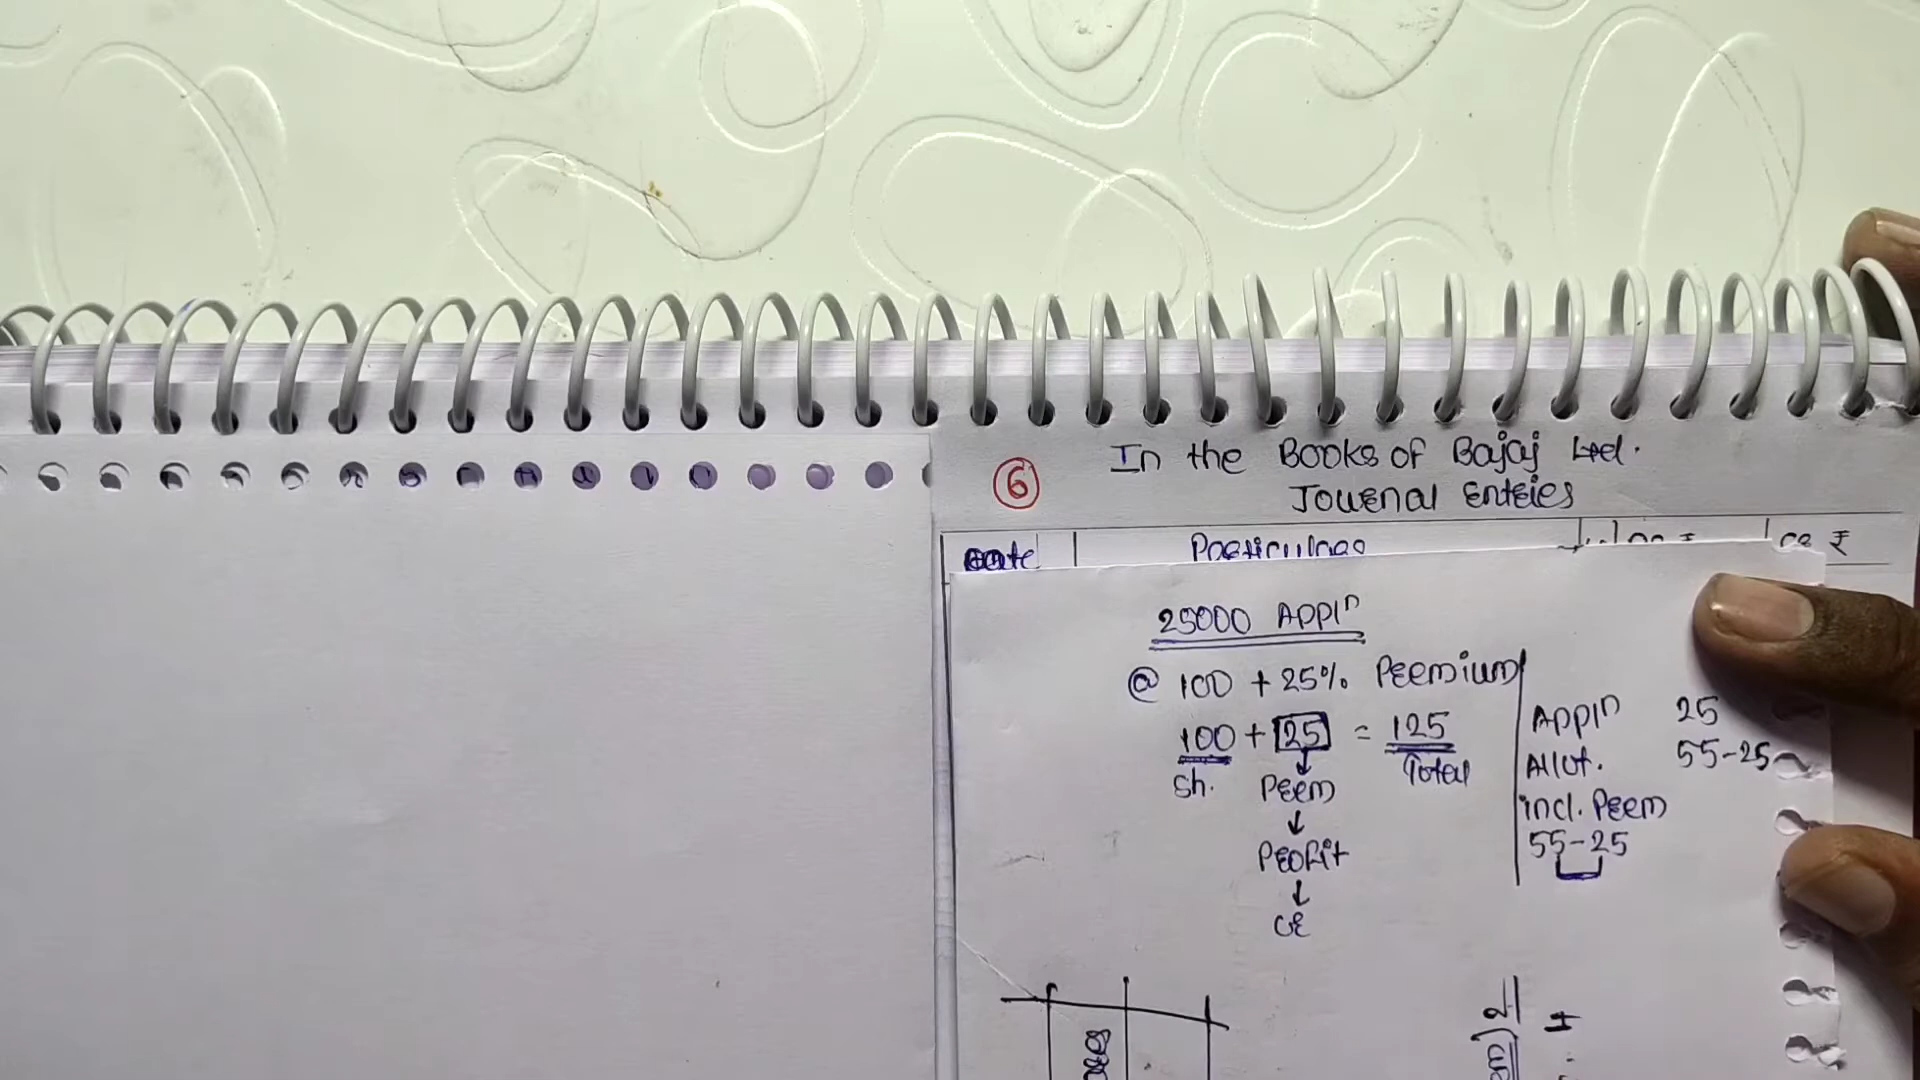 6
In the Books of Bajaj Ltd.
Journal Entries
Date Particulars Cr ₹
25000 Appln
@ 100 + 25% Premium
100 + 25 = 125
Sh. Prem Total
↓
Profit
↓
Cr
Appln 25
Allot. 55-25
incl. Prem
55-25